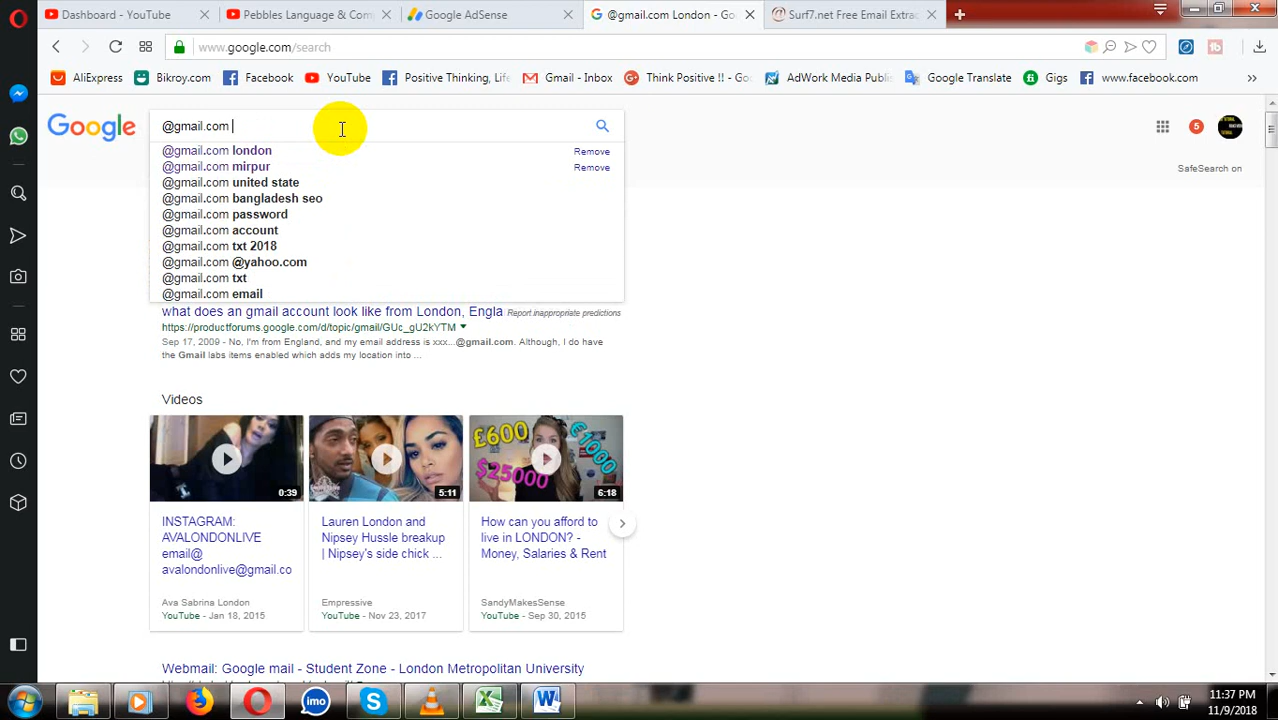 Dashboard - YouTube
Pebbles Language & Com
Google AdSense
@gmail.com London - Go
Surf7.net Free Email Extrac
www.google.com/search
AliExpress
Bikroy.com
Facebook
YouTube
Positive Thinking, Life
Gmail - Inbox
Think Positive !! - Goo
AdWork Media Publis
Google Translate
Gigs
www.facebook.com
Google
@gmail.com
5
@gmail.com london Remove
@gmail.com mirpur Remove
SafeSearch on
@gmail.com united state
@gmail.com bangladesh seo
@gmail.com password
@gmail.com account
@gmail.com txt 2018
@gmail.com @yahoo.com
@gmail.com txt
@gmail.com email
what does an gmail account look like from London, Engla Report inappropriate predictions
https://productforums.google.com/d/topic/gmail/GUc_gU2kYTM
Sep 17, 2009 - No, I'm from England, and my email address is xxx...@gmail.com. Although, I do have
the Gmail labs items enabled which adds my location into ...
Videos
0:39
5:11
£600
$25000
£1000
6:18
INSTAGRAM:
AVALONDONLIVE
email@
avalondonlive@gmail.co
Ava Sabrina London
YouTube - Jan 18, 2015
Lauren London and
Nipsey Hussle breakup
| Nipsey's side chick ...
Empressive
YouTube - Nov 23, 2017
How can you afford to
live in LONDON? -
Money, Salaries & Rent
SandyMakesSense
YouTube - Sep 30, 2015
Webmail: Google mail - Student Zone - London Metropolitan University
imo
11:37 PM
11/9/2018